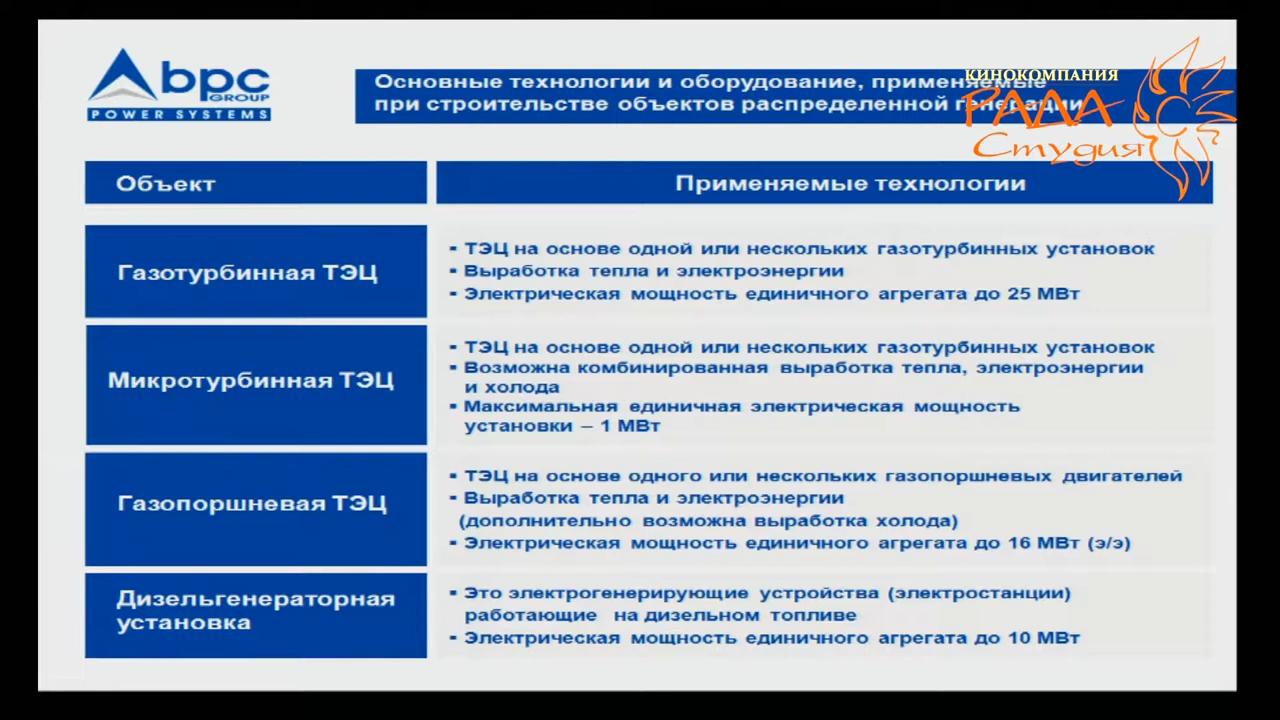 bpc
GROUP
POWER SYSTEMS
Основные технологии и оборудование, применяемые
при строительстве объектов распределенной генерации
КИНОКОМПАНИЯ
РАДА
Студия
Объект
Применяемые технологии
Газотурбинная ТЭЦ
▪ ТЭЦ на основе одной или нескольких газотурбинных установок
▪ Выработка тепла и электроэнергии
▪ Электрическая мощность единичного агрегата до 25 МВт
Микротурбинная ТЭЦ
▪ ТЭЦ на основе одной или нескольких газотурбинных установок
▪ Возможна комбинированная выработка тепла, электроэнергии
и холода
▪ Максимальная единичная электрическая мощность
установки – 1 МВт
Газопоршневая ТЭЦ
▪ ТЭЦ на основе одного или нескольких газопоршневых двигателей
▪ Выработка тепла и электроэнергии
(дополнительно возможна выработка холода)
▪ Электрическая мощность единичного агрегата до 16 МВт (э/э)
Дизельгенераторная
установка
▪ Это электрогенерирующие устройства (электростанции)
работающие на дизельном топливе
▪ Электрическая мощность единичного агрегата до 10 МВт